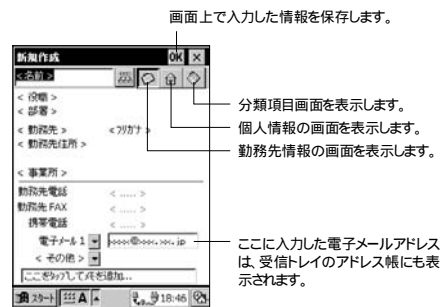 画面上で入力した情報を保存します。
新規作成 OK ×
<名前>
< 役職 >
< 部署 >
< 勤務先 > <フリガナ >
< 勤務先住所 >
< 事業所 >
勤務先電話 < ..... >
勤務先 FAX < ..... >
携帯電話 < ..... >
電子メール 1
< その他 >
ここをタップしてメモを追加...
スタート A 18:46
分類項目画面を表示します。
個人情報の画面を表示します。
勤務先情報の画面を表示します。
ここに入力した電子メールアドレス
は、受信トレイのアドレス帳にも表
示されます。